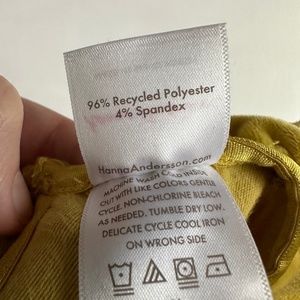 96% Recycled Polyester
4% Spandex
HannaAndersson.com
MACHINE WASH COLD INSIDE
OUT WITH LIKE COLORS GENTLE
CYCLE. NON-CHLORINE BLEACH
AS NEEDED. TUMBLE DRY LOW.
DELICATE CYCLE COOL IRON
ON WRONG SIDE